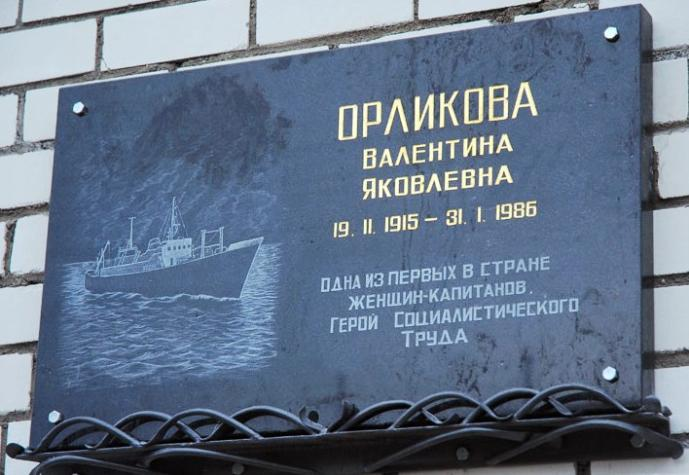 ОРЛИКОВА
ВАЛЕНТИНА
ЯКОВЛЕВНА
19. II. 1915 – 31. I. 1986
ОДНА ИЗ ПЕРВЫХ В СТРАНЕ
ЖЕНЩИН-КАПИТАНОВ.
ГЕРОЙ СОЦИАЛИСТИЧЕСКОГО
ТРУДА